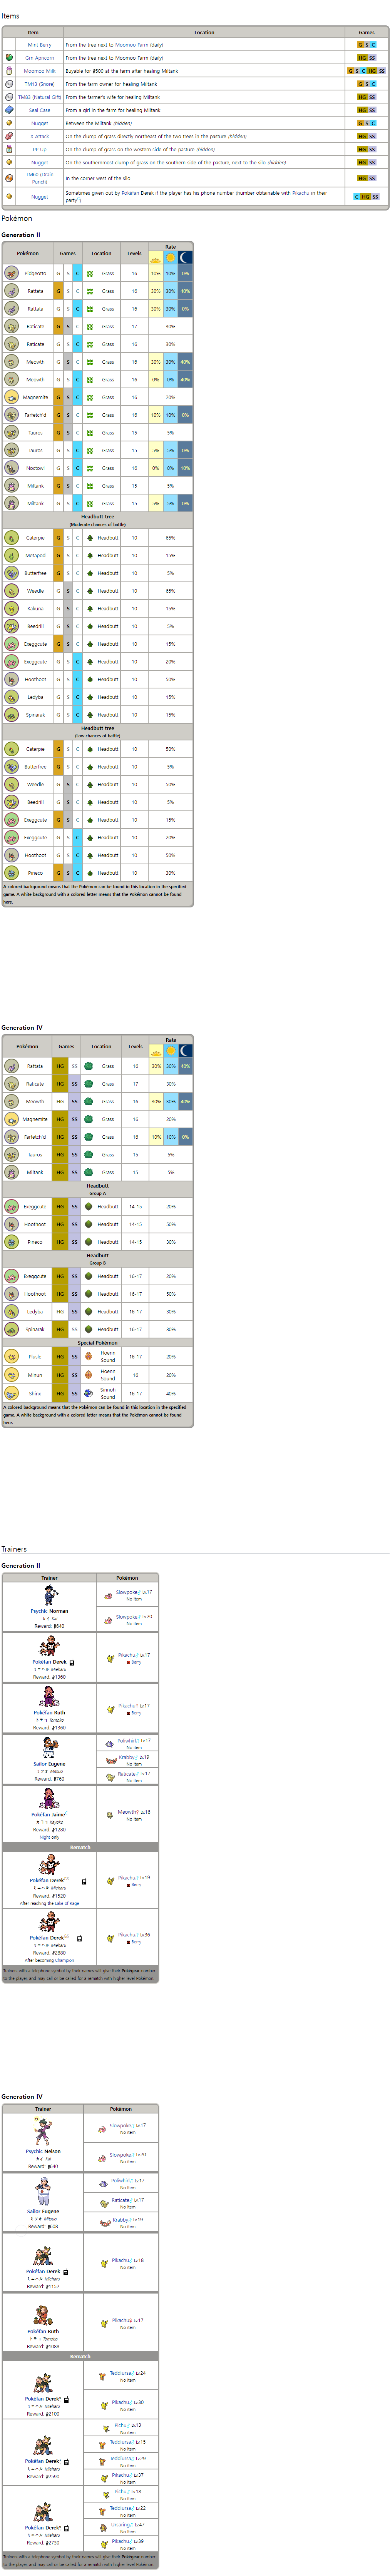 Items
Item Location Games
Mint Berry From the tree next to Moomoo Farm (daily) G S C
Grn Apricorn From the tree next to Moomoo Farm (daily) HG SS
Moomoo Milk Buyable for 500 at the farm after healing Miltank G S C HG SS
TM13 (Snore) From the farm owner for healing Miltank G S C
TM83 (Natural Gift) From the farmer's wife for healing Miltank HG SS
Seal Case From a girl in the farm for healing Miltank HG SS
Nugget Between the Miltank (hidden) G S C
X Attack On the clump of grass directly northeast of the two trees in the pasture (hidden) HG SS
PP Up On the clump of grass on the western side of the pasture (hidden) HG SS
Nugget On the southernmost clump of grass on the southern side of the pasture, next to the silo (hidden) HG SS
TM60 (Drain Punch) In the corner west of the silo HG SS
Nugget Sometimes given out by Pokéfan Derek if the player has his phone number (number obtainable with Pikachu in their party) C HG SS
Pokémon
Generation II
Pokémon Games Location Levels Rate
Pidgeotto G S C Grass 16 10% 10% 0%
Rattata G S C Grass 16 30% 30% 40%
Rattata G S C Grass 16 30% 30% 0%
Raticate G S C Grass 17 30%
Raticate G S C Grass 16 30%
Meowth G S C Grass 16 30% 30% 40%
Meowth G S C Grass 16 0% 0% 40%
Magnemite G S C Grass 16 20%
Farfetch'd G S C Grass 16 10% 10% 0%
Tauros G S C Grass 15 5%
Tauros G S C Grass 15 5% 5% 0%
Noctowl G S C Grass 16 0% 0% 10%
Miltank G S C Grass 15 5%
Miltank G S C Grass 15 5% 5% 0%
Headbutt tree
(Moderate chances of battle)
Caterpie G S C Headbutt 10 65%
Metapod G S C Headbutt 10 15%
Butterfree G S C Headbutt 10 5%
Weedle G S C Headbutt 10 65%
Kakuna G S C Headbutt 10 15%
Beedrill G S C Headbutt 10 5%
Exeggcute G S C Headbutt 10 15%
Exeggcute G S C Headbutt 10 20%
Hoothoot G S C Headbutt 10 50%
Ledyba G S C Headbutt 10 15%
Spinarak G S C Headbutt 10 15%
Headbutt tree
(Low chances of battle)
Caterpie G S C Headbutt 10 50%
Butterfree G S C Headbutt 10 5%
Weedle G S C Headbutt 10 50%
Beedrill G S C Headbutt 10 5%
Exeggcute G S C Headbutt 10 15%
Exeggcute G S C Headbutt 10 20%
Hoothoot G S C Headbutt 10 50%
Pineco G S C Headbutt 10 30%
A colored background means that the Pokémon can be found in this location in the specified
game. A white background with a colored letter means that the Pokémon cannot be found
here.
Generation IV
Pokémon Games Location Levels Rate
Rattata HG SS Grass 16 30% 30% 40%
Raticate HG SS Grass 17 30%
Meowth HG SS Grass 16 30% 30% 40%
Magnemite HG SS Grass 16 20%
Farfetch'd HG SS Grass 16 10% 10% 0%
Tauros HG SS Grass 15 5%
Miltank HG SS Grass 15 5%
Headbutt
Group A
Exeggcute HG SS Headbutt 14-15 20%
Hoothoot HG SS Headbutt 14-15 50%
Pineco HG SS Headbutt 14-15 30%
Headbutt
Group B
Exeggcute HG SS Headbutt 16-17 20%
Hoothoot HG SS Headbutt 16-17 50%
Ledyba HG SS Headbutt 16-17 30%
Spinarak HG SS Headbutt 16-17 30%
Special Pokémon
Plusle HG SS Hoenn Sound 16-17 20%
Minun HG SS Hoenn Sound 16 20%
Shinx HG SS Sinnoh Sound 16-17 40%
A colored background means that the Pokémon can be found in this location in the specified
game. A white background with a colored letter means that the Pokémon cannot be found
here.
Trainers
Generation II
Trainer Pokémon
Psychic Norman
Kai
Reward: 640
Slowpoke♂ Lv.17
No item
Slowpoke♂ Lv.20
No item
Pokéfan Derek
Maharu
Reward: 1360
Pikachu♂ Lv.17
Berry
Pokéfan Ruth
Tomoko
Reward: 1360
Pikachu♀ Lv.17
Berry
Sailor Eugene
Mitsuo
Reward: 760
Poliwhirl♂ Lv.17
No item
Krabby♂ Lv.19
No item
Raticate♂ Lv.17
No item
Pokéfan Jaime
Kayoko
Reward: 1280
Night only
Meowth♀ Lv.16
No item
Rematch
Pokéfan Derek
Maharu
Reward: 1520
After reaching the Lake of Rage
Pikachu♂ Lv.19
Berry
Pokéfan Derek
Maharu
Reward: 2880
After becoming Champion
Pikachu♂ Lv.36
Berry
Trainers with a telephone symbol by their names will give their Pokégear number
to the player, and may call or be called for a rematch with higher-level Pokémon.
Generation IV
Trainer Pokémon
Psychic Nelson
Kai
Reward: 640
Slowpoke♂ Lv.17
No item
Slowpoke♂ Lv.20
No item
Sailor Eugene
Mitsuo
Reward: 608
Poliwhirl♂ Lv.17
No item
Raticate♂ Lv.17
No item
Krabby♂ Lv.19
No item
Pokéfan Derek
Maharu
Reward: 1152
Pikachu♂ Lv.18
No item
Pokéfan Ruth
Tomoko
Reward: 1088
Pikachu♀ Lv.17
No item
Rematch
Pokéfan Derek*
Maharu
Reward: 2100
Teddiursa♂ Lv.24
No item
Pikachu♂ Lv.30
No item
Pokéfan Derek*
Maharu
Reward: 2590
Pichu♂ Lv.13
No item
Teddiursa♂ Lv.15
No item
Teddiursa♂ Lv.29
No item
Pikachu♂ Lv.37
No item
Pokéfan Derek*
Maharu
Reward: 2730
Pichu♂ Lv.18
No item
Teddiursa♂ Lv.22
No item
Ursaring♂ Lv.47
No item
Pikachu♂ Lv.39
No item
Trainers with a telephone symbol by their names will give their Pokégear number
to the player, and may call or be called for a rematch with higher-level Pokémon.